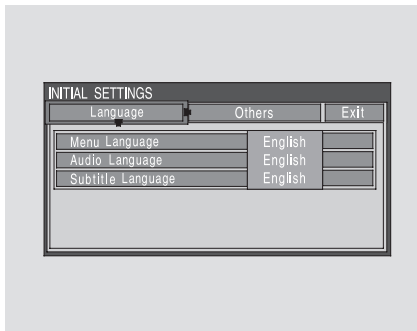 INITIAL SETTINGS
Language Others Exit
Menu Language English
Audio Language English
Subtitle Language English